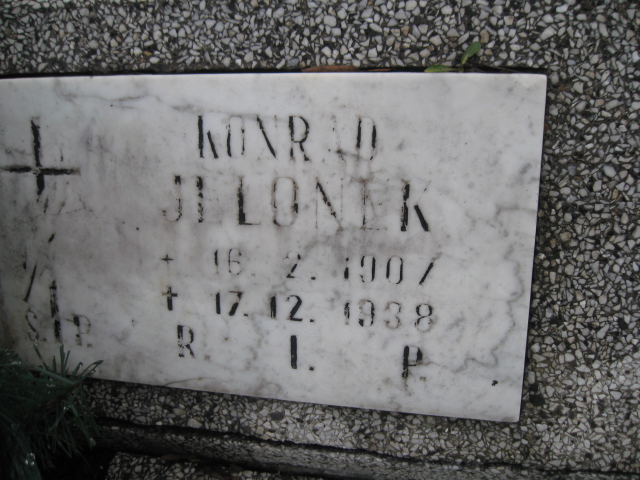 KONRAD
JELONEK
16. 2. 1907
17. 12. 1938
Ś. P.
R. I. P.